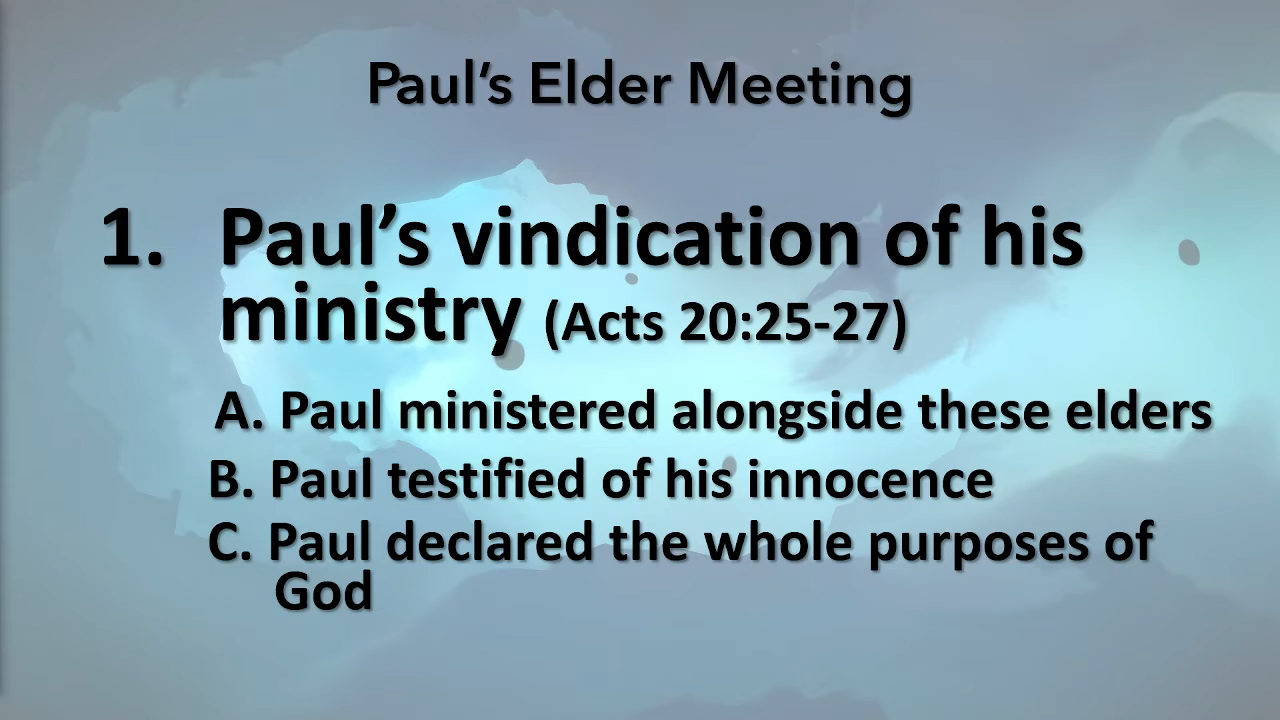 Paul’s Elder Meeting
1. Paul’s vindication of his
ministry (Acts 20:25-27)
A. Paul ministered alongside these elders
B. Paul testified of his innocence
C. Paul declared the whole purposes of
God